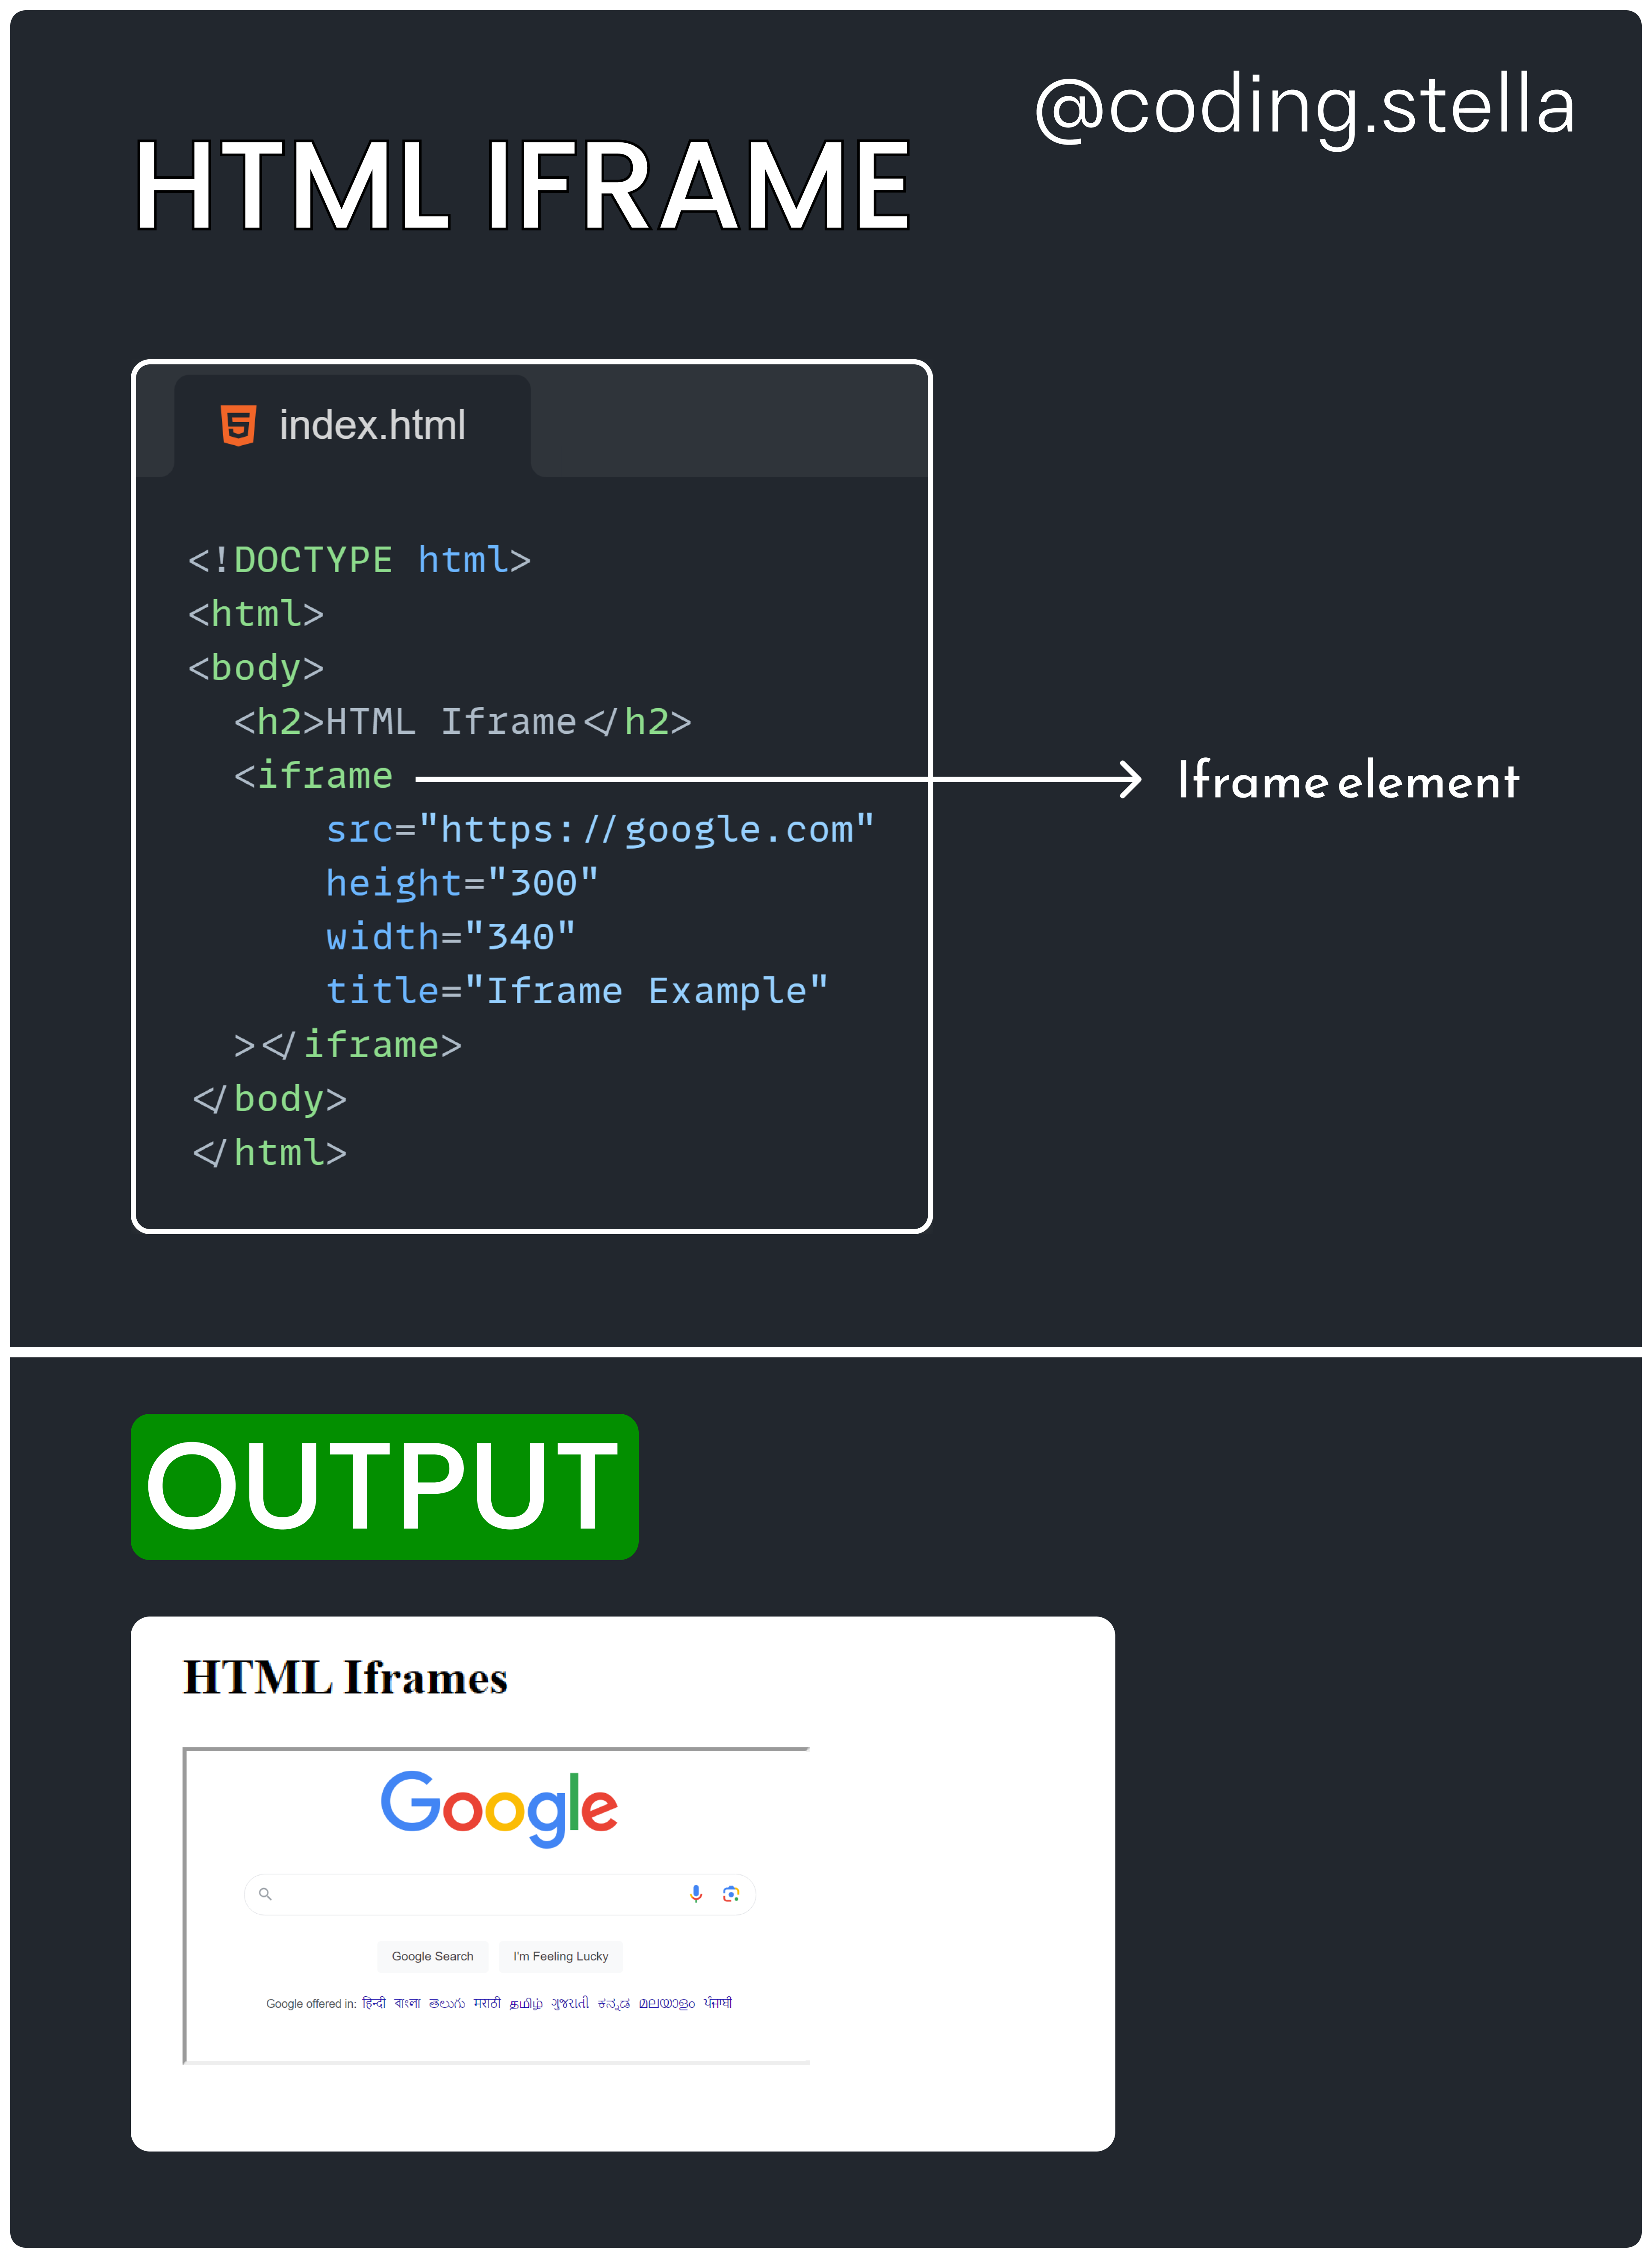 @coding.stella
HTML IFRAME
index.html
<!DOCTYPE html>
<html>
<body>
  <h2>HTML Iframe</h2>
  <iframe
      src="https://google.com"
      height="300"
      width="340"
      title="Iframe Example"
  ></iframe>
</body>
</html>
Iframe element
OUTPUT
HTML Iframes
Google
Google Search I'm Feeling Lucky
Google offered in: हिन्दी বাংলা తెలుగు मराठी தமிழ் ગુજરાતી ಕನ್ನಡ മലയാളം ਪੰਜਾਬੀ